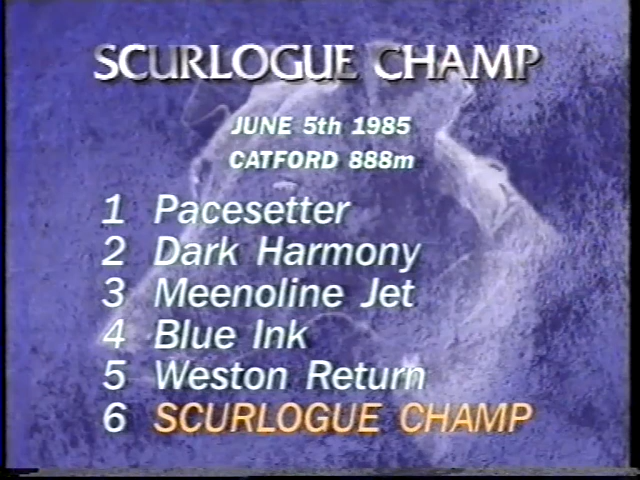 SCURLOGUE CHAMP
JUNE 5th 1985
CATFORD 888m
1 Pacesetter
2 Dark Harmony
3 Meenoline Jet
4 Blue Ink
5 Weston Return
6 SCURLOGUE CHAMP